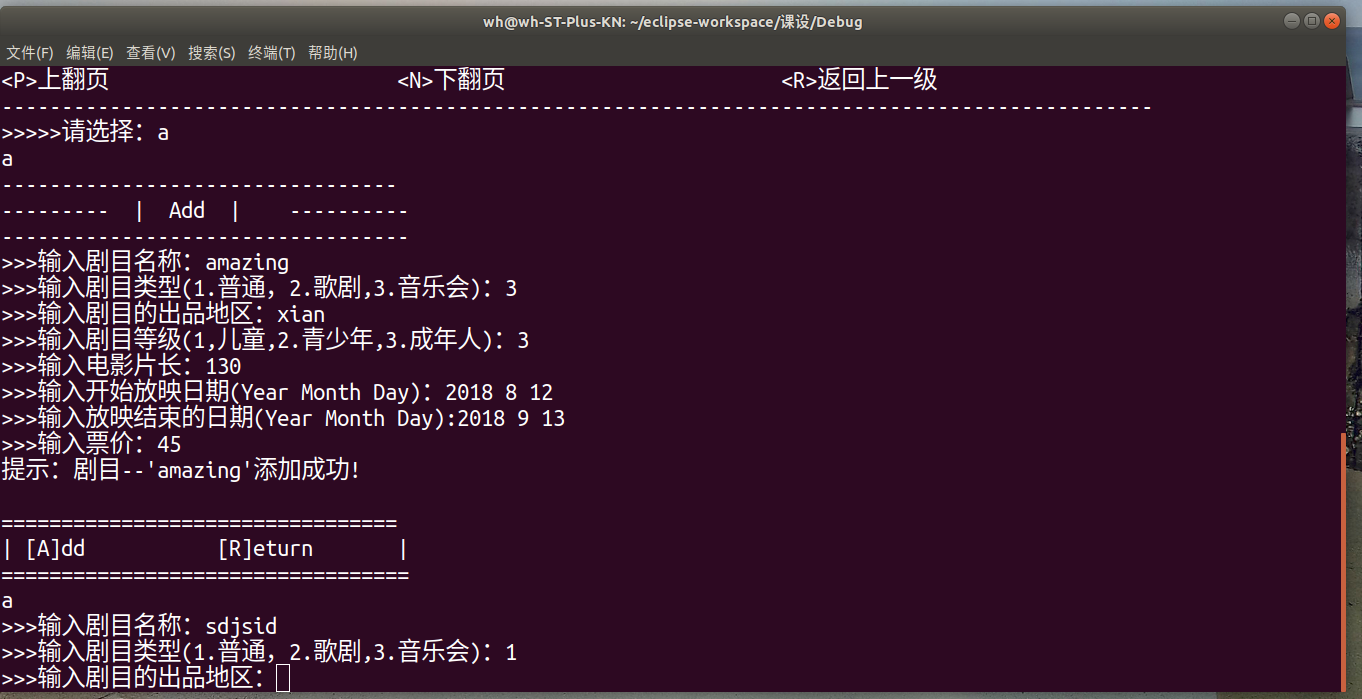 wh@wh-ST-Plus-KN: ~/eclipse-workspace/课设/Debug
文件(F) 编辑(E) 查看(V) 搜索(S) 终端(T) 帮助(H)
<P>上翻页 <N>下翻页 <R>返回上一级
------------------------------------------------------------------------------------------------
>>>>>请选择：a
a
---------------------------------
--------- | Add | ----------
----------------------------------
>>>输入剧目名称：amazing
>>>输入剧目类型(1.普通，2.歌剧,3.音乐会)：3
>>>输入剧目的出品地区：xian
>>>输入剧目等级(1,儿童,2.青少年,3.成年人)：3
>>>输入电影片长：130
>>>输入开始放映日期(Year Month Day)：2018 8 12
>>>输入放映结束的日期(Year Month Day):2018 9 13
>>>输入票价：45
提示：剧目--'amazing'添加成功!
=================================
| [A]dd [R]eturn |
==================================
a
>>>输入剧目名称：sdjsid
>>>输入剧目类型(1.普通，2.歌剧,3.音乐会)：1
>>>输入剧目的出品地区：